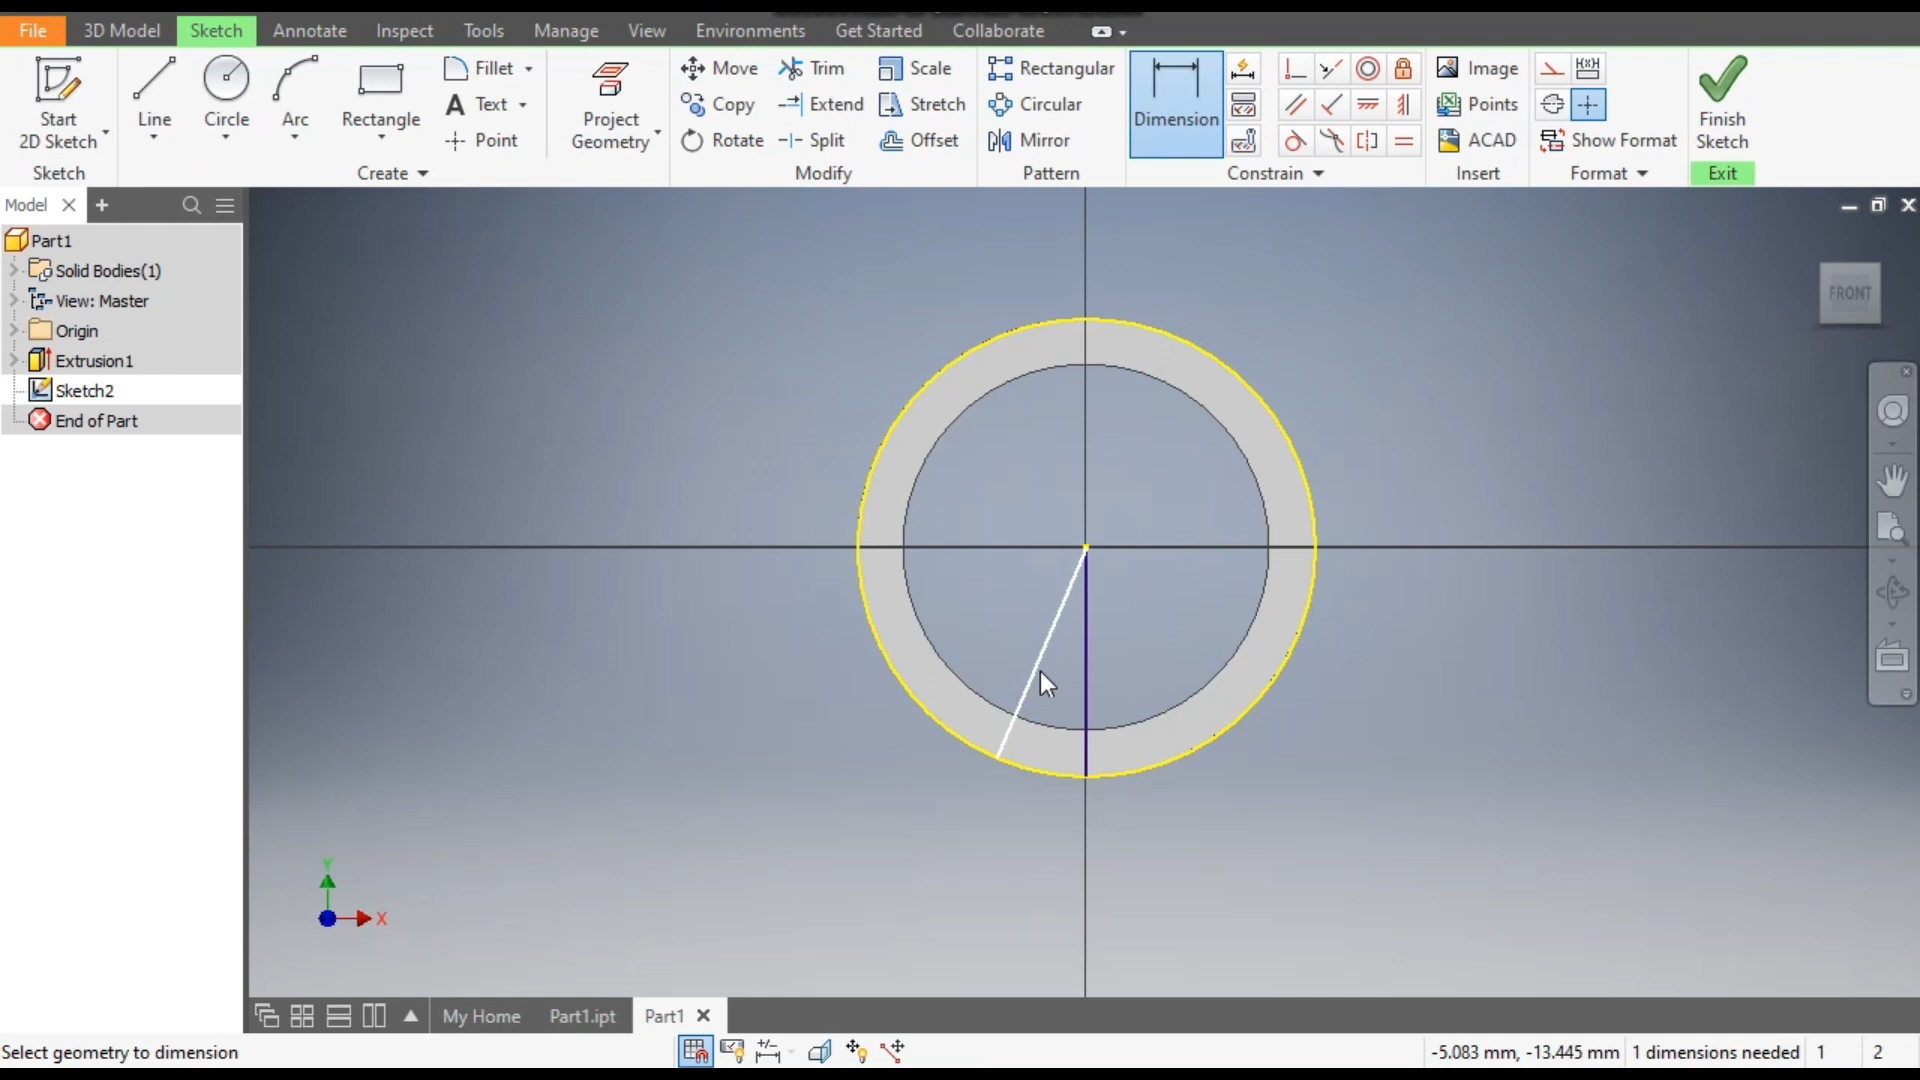 File 3D Model Sketch Annotate Inspect Tools Manage View Environments Get Started Collaborate
Start
2D Sketch
Line
Circle
Arc
Rectangle
Fillet
Text
Point
Project
Geometry
Move
Copy
Rotate
Trim
Extend
Split
Scale
Stretch
Offset
Rectangular
Circular
Mirror
Dimension
Image
Points
ACAD
Show Format
Finish
Sketch
Sketch Create Modify Pattern Constrain Insert Format Exit
Model
Part1
Solid Bodies(1)
View: Master
Origin
Extrusion1
Sketch2
End of Part
FRONT
Y
X
My Home Part1.ipt Part1
Select geometry to dimension
-5.083 mm, -13.445 mm 1 dimensions needed 1 2